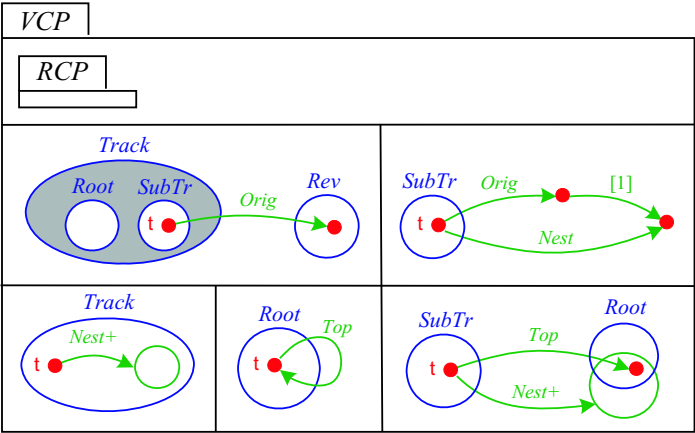 VCP
RCP
Track
Root SubTr Rev
t Orig
SubTr Orig [1]
t Nest
Track
Nest+
t
Root Top
t
SubTr Root
t Top
Nest+